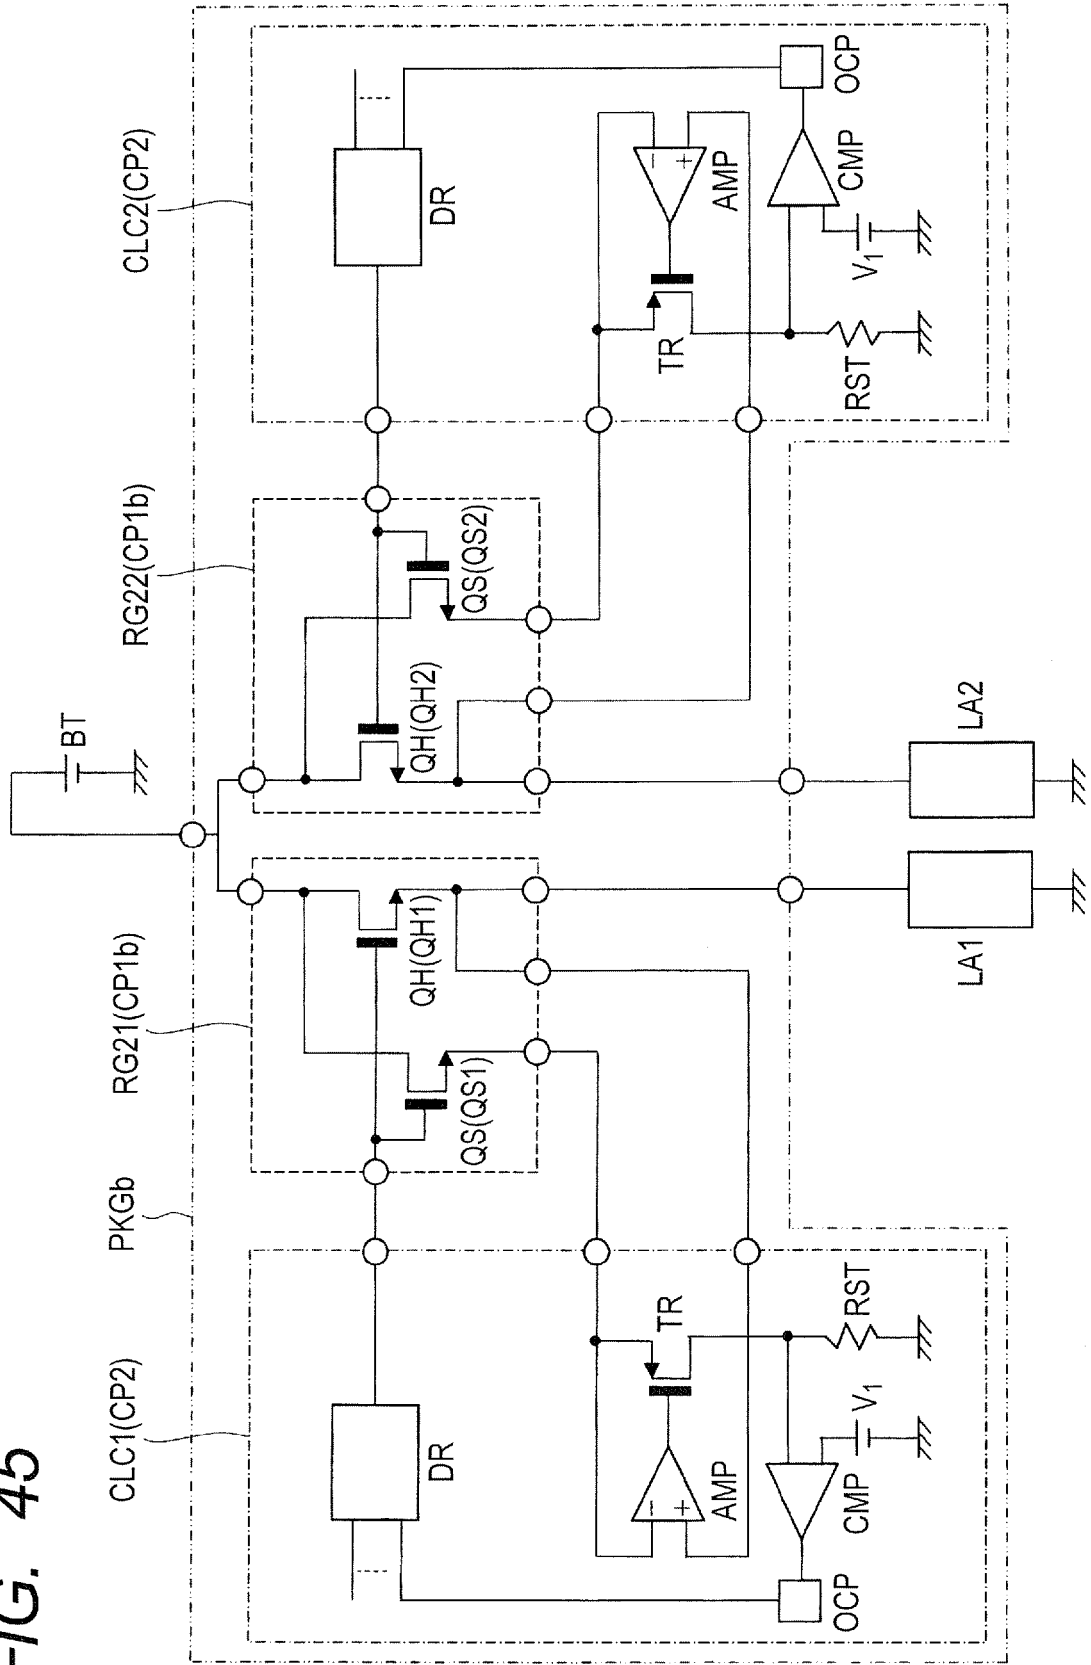 FIG. 45
BT
PKGb
CLC1(CP2)
RG21(CP1b)
RG22(CP1b)
CLC2(CP2)
DR
QS(QS1)
QH(QH1)
QH(QH2)
QS(QS2)
DR
AMP
−
+
TR
TR
−
+
AMP
OCP
CMP
V1
RST
RST
V1
CMP
OCP
LA1
LA2